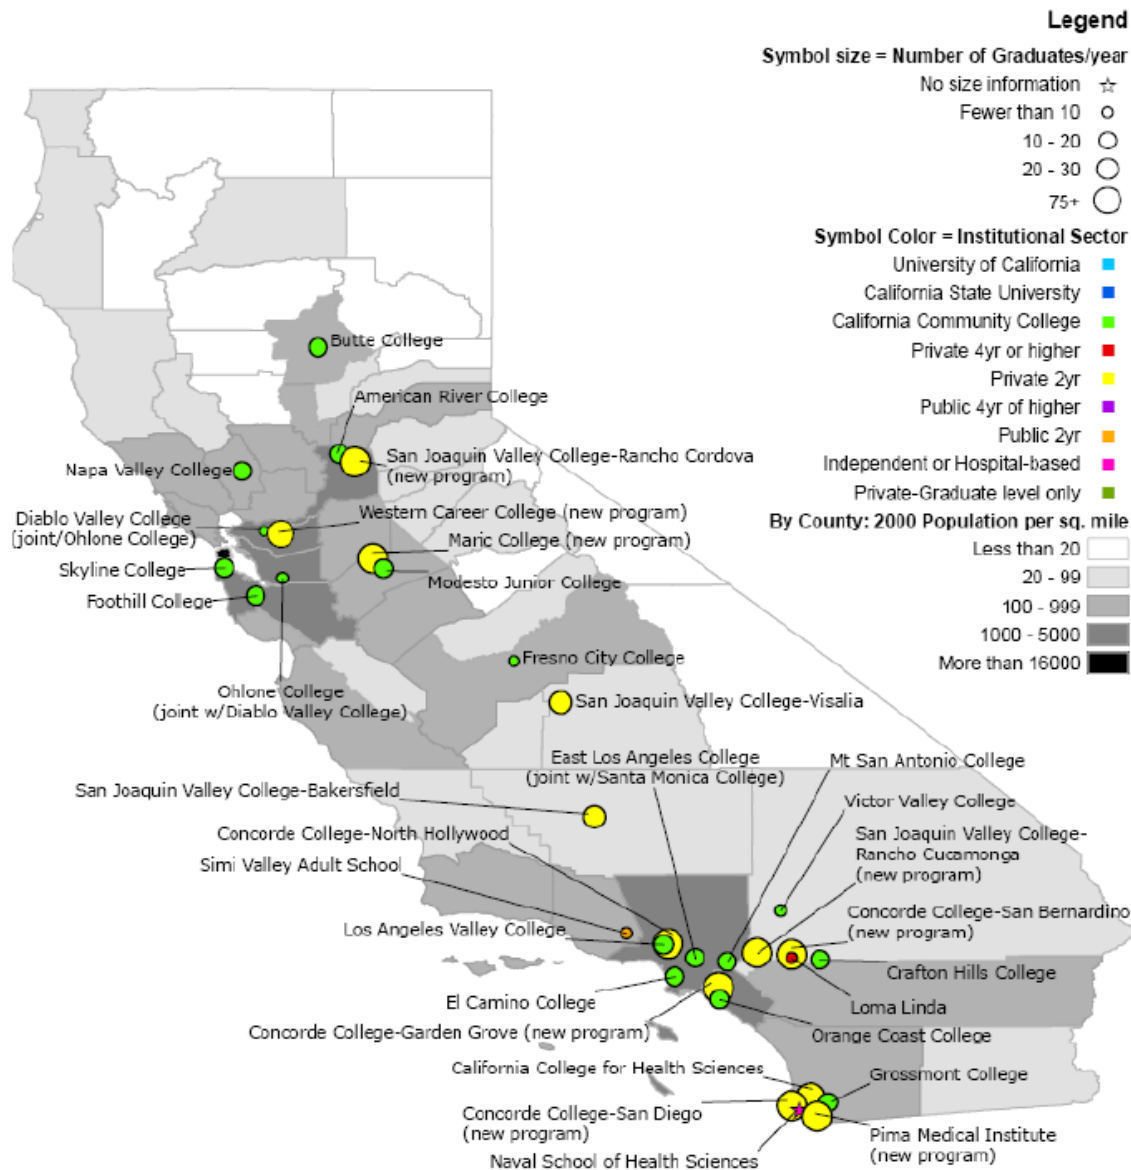 Legend
Symbol size = Number of Graduates/year
No size information
Fewer than 10
10 - 20
20 - 30
75+
Symbol Color = Institutional Sector
University of California
California State University
California Community College
Private 4yr or higher
Private 2yr
Public 4yr of higher
Public 2yr
Independent or Hospital-based
Private-Graduate level only
By County: 2000 Population per sq. mile
Less than 20
20 - 99
100 - 999
1000 - 5000
More than 16000
Butte College
American River College
San Joaquin Valley College-Rancho Cordova
(new program)
Napa Valley College
Diablo Valley College
(joint/Ohlone College)
Western Career College (new program)
Maric College (new program)
Skyline College
Modesto Junior College
Foothill College
Fresno City College
Ohlone College
(joint w/Diablo Valley College)
San Joaquin Valley College-Visalia
East Los Angeles College
(joint w/Santa Monica College)
Mt San Antonio College
San Joaquin Valley College-Bakersfield
Victor Valley College
Concorde College-North Hollywood
San Joaquin Valley College-
Rancho Cucamonga
(new program)
Simi Valley Adult School
Concorde College-San Bernardino
(new program)
Los Angeles Valley College
Crafton Hills College
El Camino College
Loma Linda
Concorde College-Garden Grove (new program)
Orange Coast College
California College for Health Sciences
Grossmont College
Concorde College-San Diego
(new program)
Pima Medical Institute
(new program)
Naval School of Health Sciences